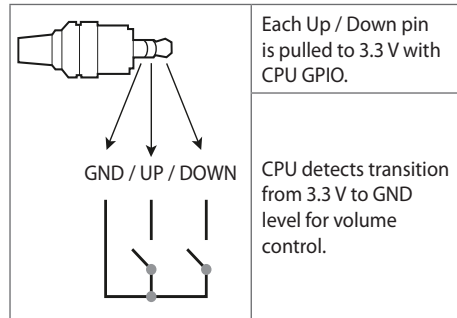 Each Up / Down pin
is pulled to 3.3 V with
CPU GPIO.
GND / UP / DOWN
CPU detects transition
from 3.3 V to GND
level for volume
control.